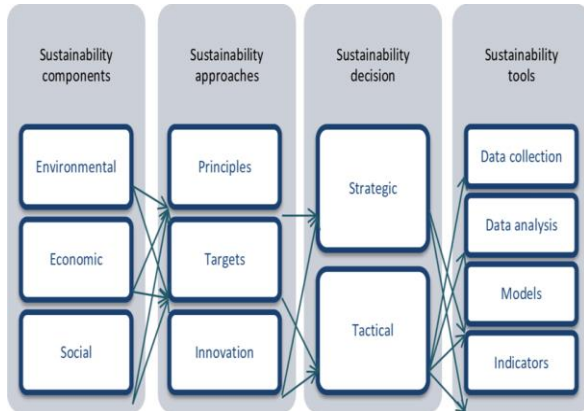 Sustainability
components
Environmental
Economic
Social
Sustainability
approaches
Principles
Targets
Innovation
Sustainability
decision
Strategic
Tactical
Sustainability
tools
Data collection
Data analysis
Models
Indicators